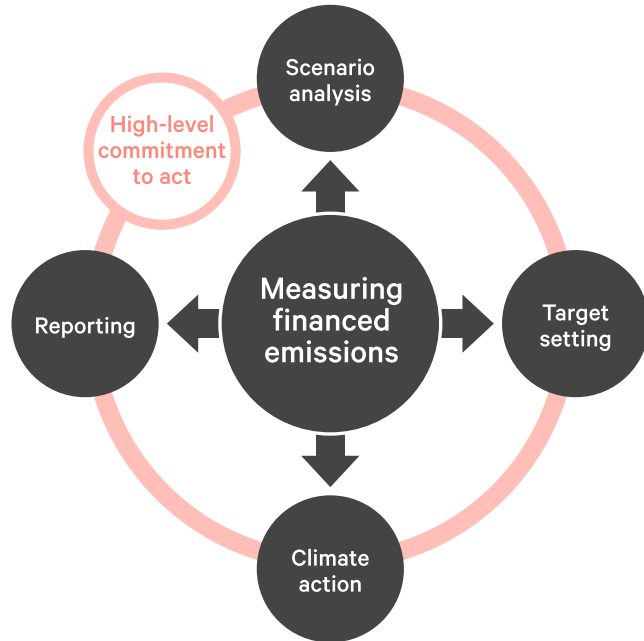 Scenario
analysis
High-level
commitment
to act
Measuring
financed
emissions
Reporting
Target
setting
Climate
action